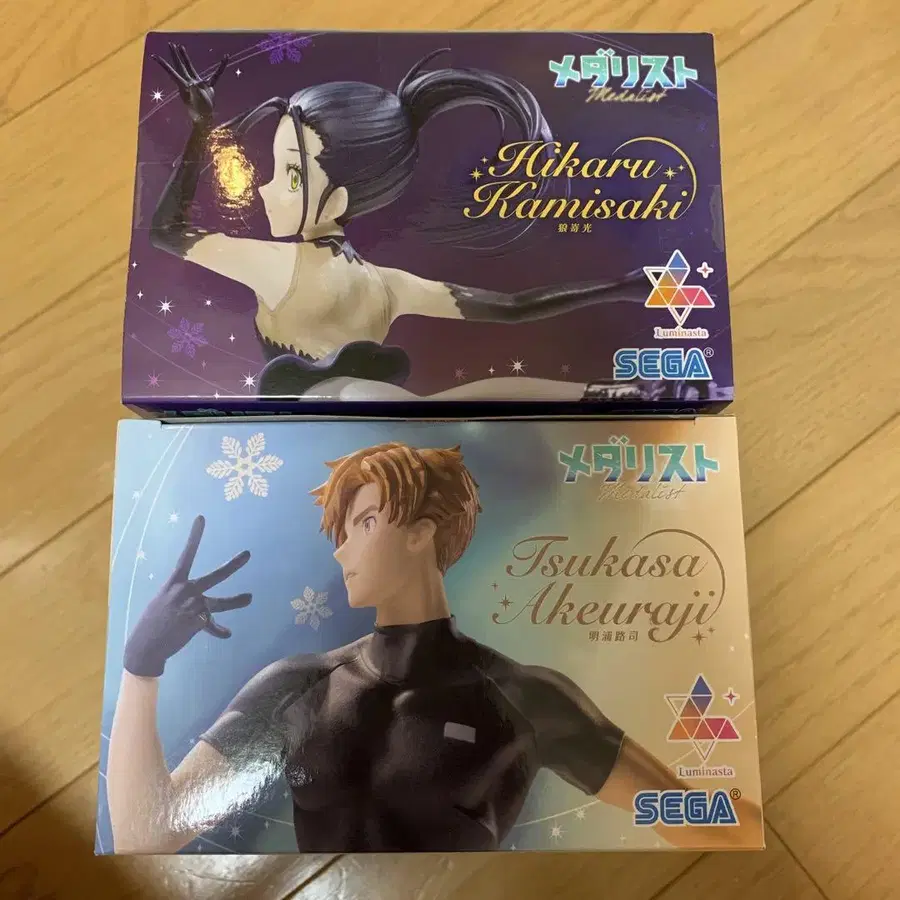 メダリスト
Medalist
Hikaru
Kamisaki
狼嵜光
Luminasta
SEGA®
メダリスト
Medalist
Tsukasa
Akeuraji
明浦路司
Luminasta
SEGA®